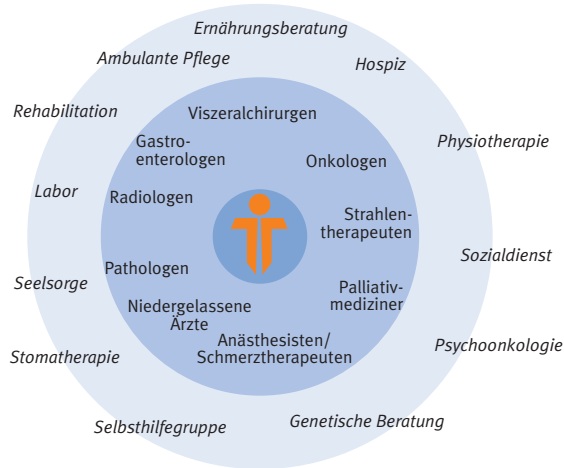 Ernährungsberatung
Ambulante Pflege
Hospiz
Rehabilitation
Viszeralchirurgen
Physiotherapie
Gastro-
enterologen
Onkologen
Labor
Radiologen
Strahlen-
therapeuten
Sozialdienst
Pathologen
Seelsorge
Palliativ-
mediziner
Niedergelassene
Ärzte
Anästhesisten/
Schmerztherapeuten
Psychoonkologie
Stomatherapie
Selbsthilfegruppe
Genetische Beratung